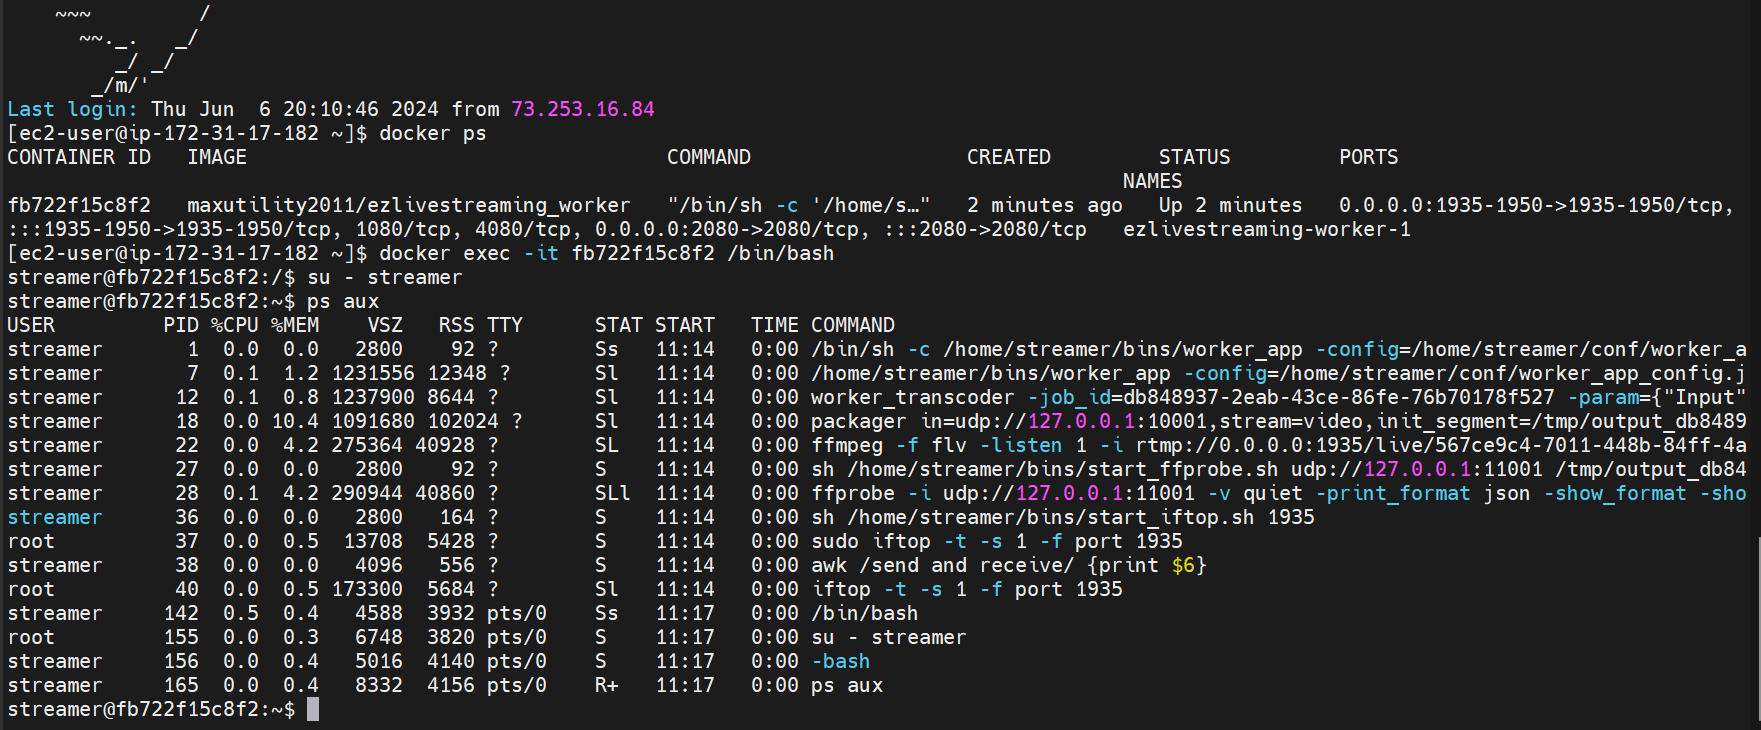 ~~~         /
~~._.   _/
_/ _/
_/m/'
Last login: Thu Jun  6 20:10:46 2024 from 73.253.16.84
[ec2-user@ip-172-31-17-182 ~]$ docker ps
CONTAINER ID   IMAGE                                   COMMAND                  CREATED         STATUS         PORTS
NAMES
fb722f15c8f2   maxutility2011/ezlivestreaming_worker   "/bin/sh -c '/home/s…"   2 minutes ago   Up 2 minutes   0.0.0.0:1935-1950->1935-1950/tcp,
:::1935-1950->1935-1950/tcp, 1080/tcp, 4080/tcp, 0.0.0.0:2080->2080/tcp, :::2080->2080/tcp   ezlivestreaming-worker-1
[ec2-user@ip-172-31-17-182 ~]$ docker exec -it fb722f15c8f2 /bin/bash
streamer@fb722f15c8f2:/$ su - streamer
streamer@fb722f15c8f2:~$ ps aux
USER         PID %CPU %MEM    VSZ   RSS TTY      STAT START   TIME COMMAND
streamer       1  0.0  0.0   2800    92 ?        Ss   11:14   0:00 /bin/sh -c /home/streamer/bins/worker_app -config=/home/streamer/conf/worker_a
streamer       7  0.1  1.2 1231556 12348 ?       Sl   11:14   0:00 /home/streamer/bins/worker_app -config=/home/streamer/conf/worker_app_config.j
streamer      12  0.1  0.8 1237900 8644 ?        Sl   11:14   0:00 worker_transcoder -job_id=db848937-2eab-43ce-86fe-76b70178f527 -param={"Input"
streamer      18  0.0 10.4 1091680 102024 ?      Sl   11:14   0:00 packager in=udp://127.0.0.1:10001,stream=video,init_segment=/tmp/output_db8489
streamer      22  0.0  4.2 275364 40928 ?        SL   11:14   0:00 ffmpeg -f flv -listen 1 -i rtmp://0.0.0.0:1935/live/567ce9c4-7011-448b-84ff-4a
streamer      27  0.0  0.0   2800    92 ?        S    11:14   0:00 sh /home/streamer/bins/start_ffprobe.sh udp://127.0.0.1:11001 /tmp/output_db84
streamer      28  0.1  4.2 290944 40860 ?        SLl  11:14   0:00 ffprobe -i udp://127.0.0.1:11001 -v quiet -print_format json -show_format -sho
streamer      36  0.0  0.0   2800   164 ?        S    11:14   0:00 sh /home/streamer/bins/start_iftop.sh 1935
root          37  0.0  0.5  13708  5428 ?        S    11:14   0:00 sudo iftop -t -s 1 -f port 1935
streamer      38  0.0  0.0   4096   556 ?        S    11:14   0:00 awk /send and receive/ {print $6}
root          40  0.0  0.5 173300  5684 ?        Sl   11:14   0:00 iftop -t -s 1 -f port 1935
streamer     142  0.5  0.4   4588  3932 pts/0    Ss   11:17   0:00 /bin/bash
root         155  0.0  0.3   6748  3820 pts/0    S    11:17   0:00 su - streamer
streamer     156  0.0  0.4   5016  4140 pts/0    S    11:17   0:00 -bash
streamer     165  0.0  0.4   8332  4156 pts/0    R+   11:17   0:00 ps aux
streamer@fb722f15c8f2:~$